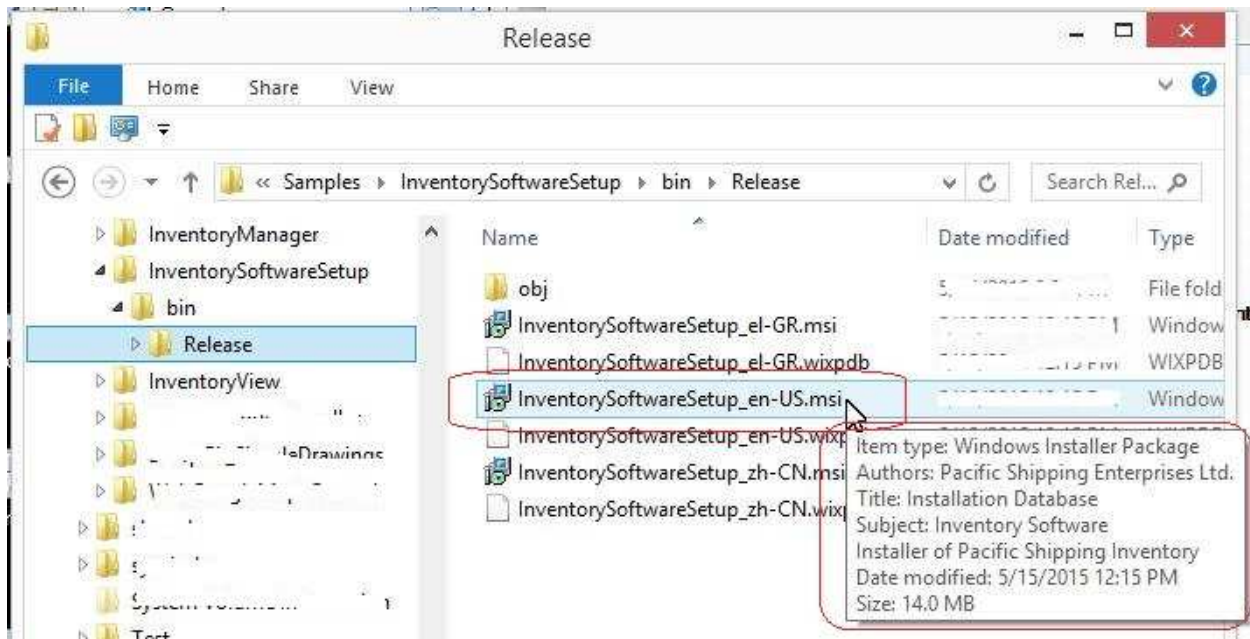 Release
File Home Share View
« Samples InventorySoftwareSetup bin Release
Search Rel...
InventoryManager
InventorySoftwareSetup
bin
Release
InventoryView
Drawings
Test
Name Date modified Type
obj File fold
InventorySoftwareSetup_el-GR.msi Window
InventorySoftwareSetup_el-GR.wixpdb WIXPDB
InventorySoftwareSetup_en-US.msi Window
InventorySoftwareSetup_en-US.wixp
InventorySoftwareSetup_zh-CN.msi
InventorySoftwareSetup_zh-CN.wixp
Item type: Windows Installer Package
Authors: Pacific Shipping Enterprises Ltd.
Title: Installation Database
Subject: Inventory Software
Installer of Pacific Shipping Inventory
Date modified: 5/15/2015 12:15 PM
Size: 14.0 MB